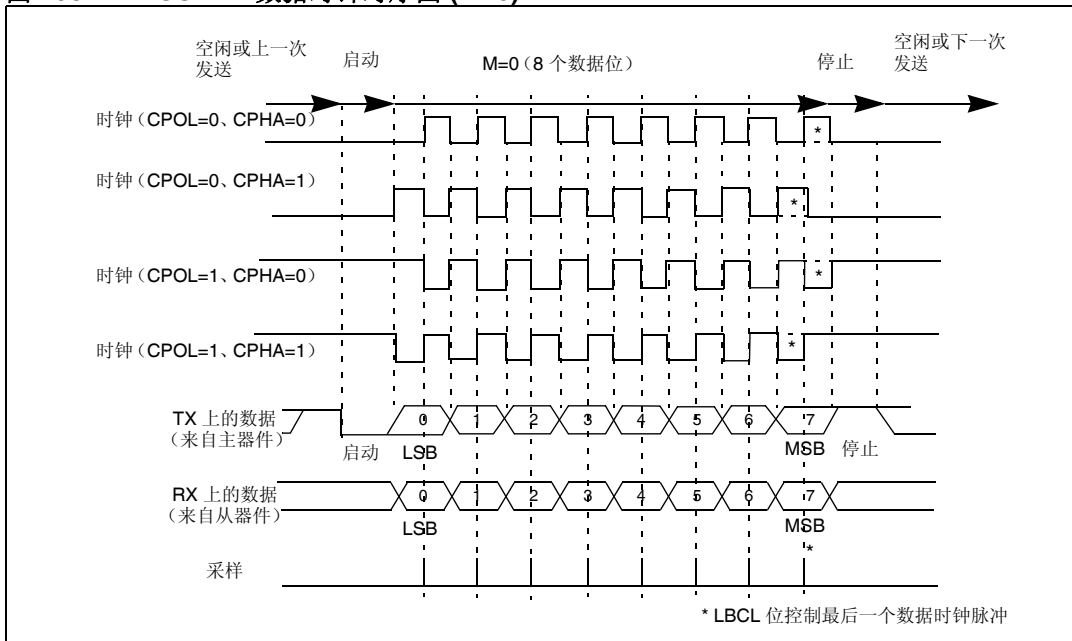 空闲或上一次
发送
启动
M=0（8 个数据位）
停止
空闲或下一次
发送
时钟（CPOL=0、CPHA=0）
*
时钟（CPOL=0、CPHA=1）
*
时钟（CPOL=1、CPHA=0）
*
时钟（CPOL=1、CPHA=1）
*
TX 上的数据
（来自主器件）
0 1 2 3 4 5 6 7
启动
LSB
MSB
停止
RX 上的数据
（来自从器件）
0 1 2 3 4 5 6 7
LSB
MSB
*
采样
* LBCL 位控制最后一个数据时钟脉冲